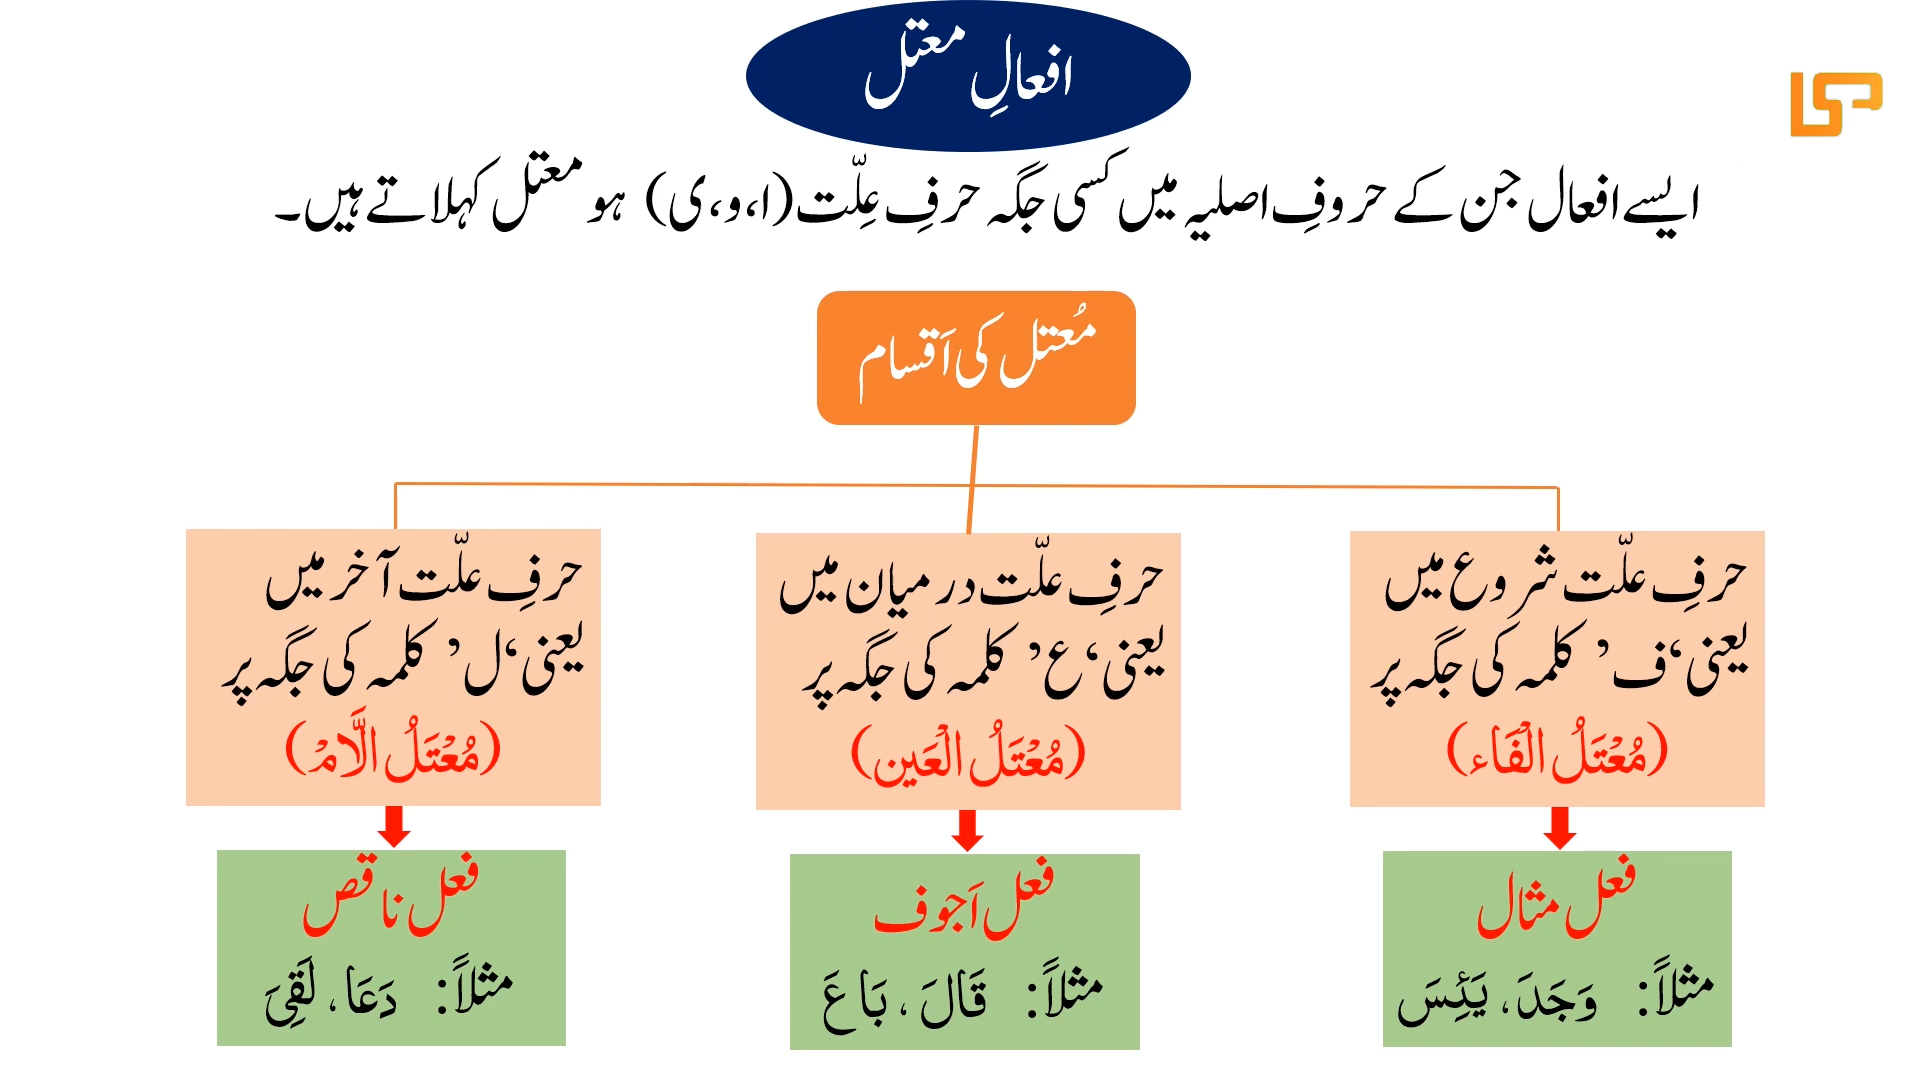 افعالِ معتل
ایسے افعال جن کے حروفِ اصلیہ میں کسی جگہ حرفِ عِلّت(ا،و،ی) ہو معتل کہلاتے ہیں۔
مُعتل کی اَقسام
حرفِ علّت شروع میں
یعنی‘ف’ کلمہ کی جگہ پر
(مُعْتَلُ الْفَاء)
فعل مثال
مثلاً: وَجَدَ، یَئِسَ
حرفِ علّت درمیان میں
یعنی‘ع’ کلمہ کی جگہ پر
(مُعْتَلُ الْعَین)
فعل اَجوف
مثلاً: قَالَ، بَاعَ
حرفِ علّت آخر میں
یعنی‘ل’ کلمہ کی جگہ پر
(مُعْتَلُ الَّامْ)
فعل ناقص
مثلاً: دَعَا، لَقِیَ